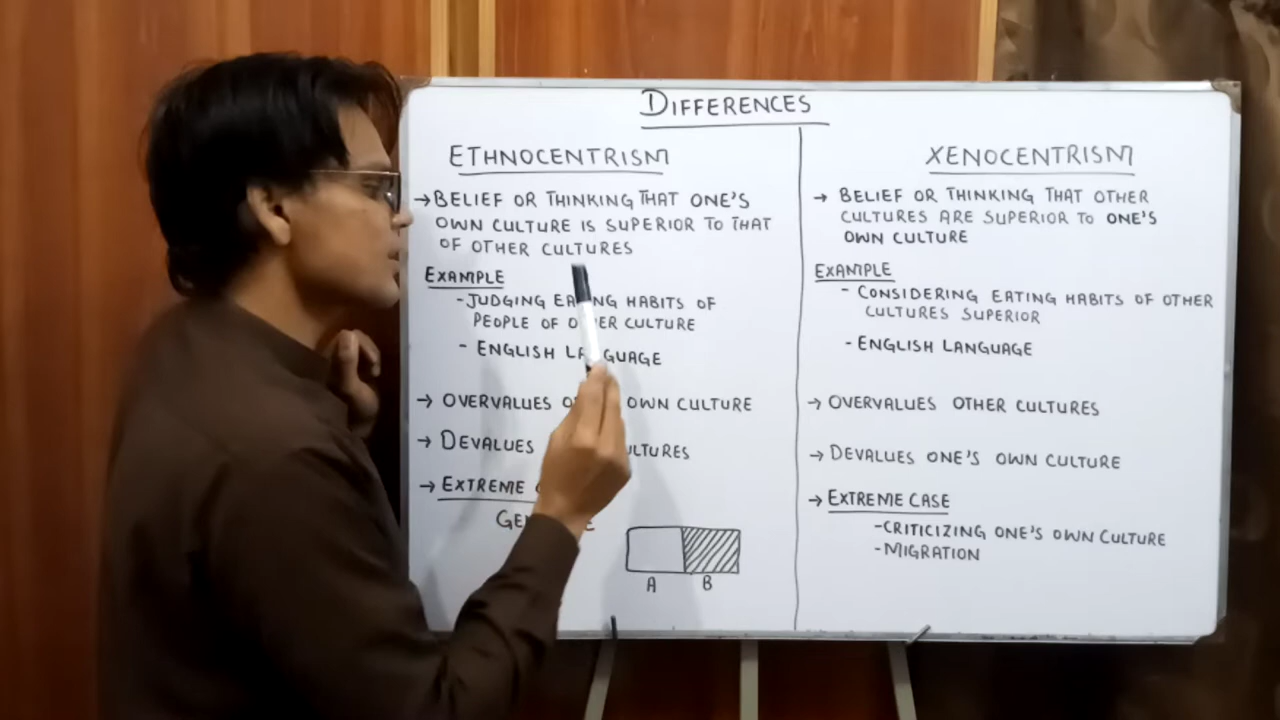 DIFFERENCES
ETHNOCENTRISM
→ BELIEF OR THINKING THAT ONE'S
OWN CULTURE IS SUPERIOR TO THAT
OF OTHER CULTURES
EXAMPLE
- JUDGING EATING HABITS OF
PEOPLE OF OTHER CULTURE
- ENGLISH LANGUAGE
→ OVERVALUES OWN CULTURE
→ DEVALUES
→ EXTREME
A B
XENOCENTRISM
→ BELIEF OR THINKING THAT OTHER
CULTURES ARE SUPERIOR TO ONE'S
OWN CULTURE
EXAMPLE
- CONSIDERING EATING HABITS OF OTHER
CULTURES SUPERIOR
- ENGLISH LANGUAGE
→ OVERVALUES OTHER CULTURES
→ DEVALUES ONE'S OWN CULTURE
→ EXTREME CASE
- CRITICIZING ONE'S OWN CULTURE
- MIGRATION